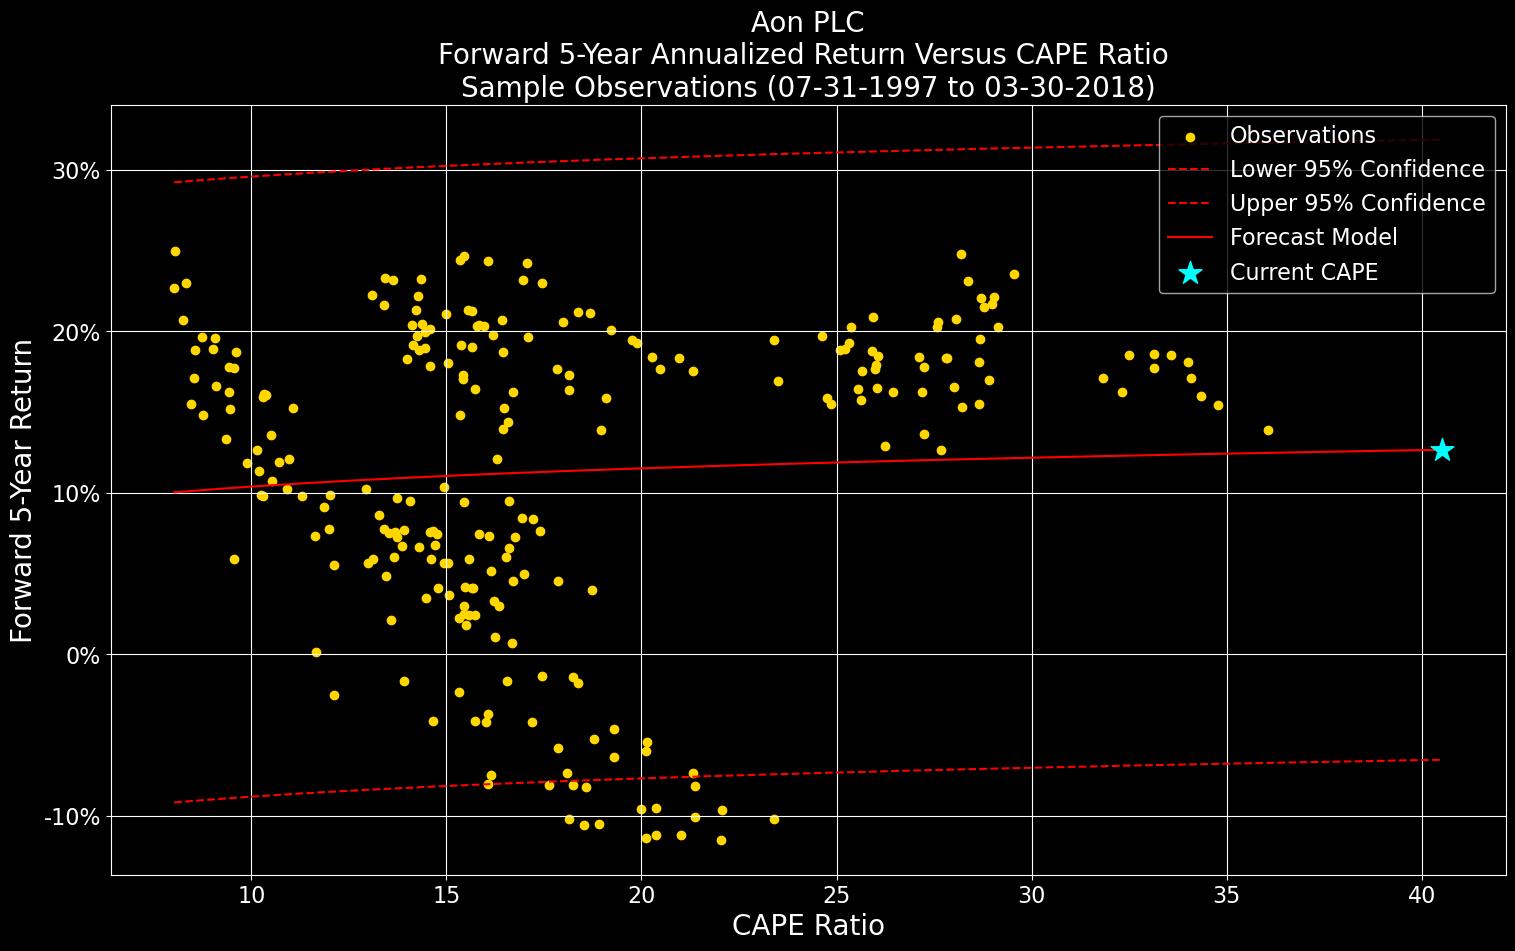 Aon PLC
Forward 5-Year Annualized Return Versus CAPE Ratio
Sample Observations (07-31-1997 to 03-30-2018)
Observations
Lower 95% Confidence
Upper 95% Confidence
Forecast Model
Current CAPE
Forward 5-Year Return
30%
20%
10%
0%
-10%
10 15 20 25 30 35 40
CAPE Ratio